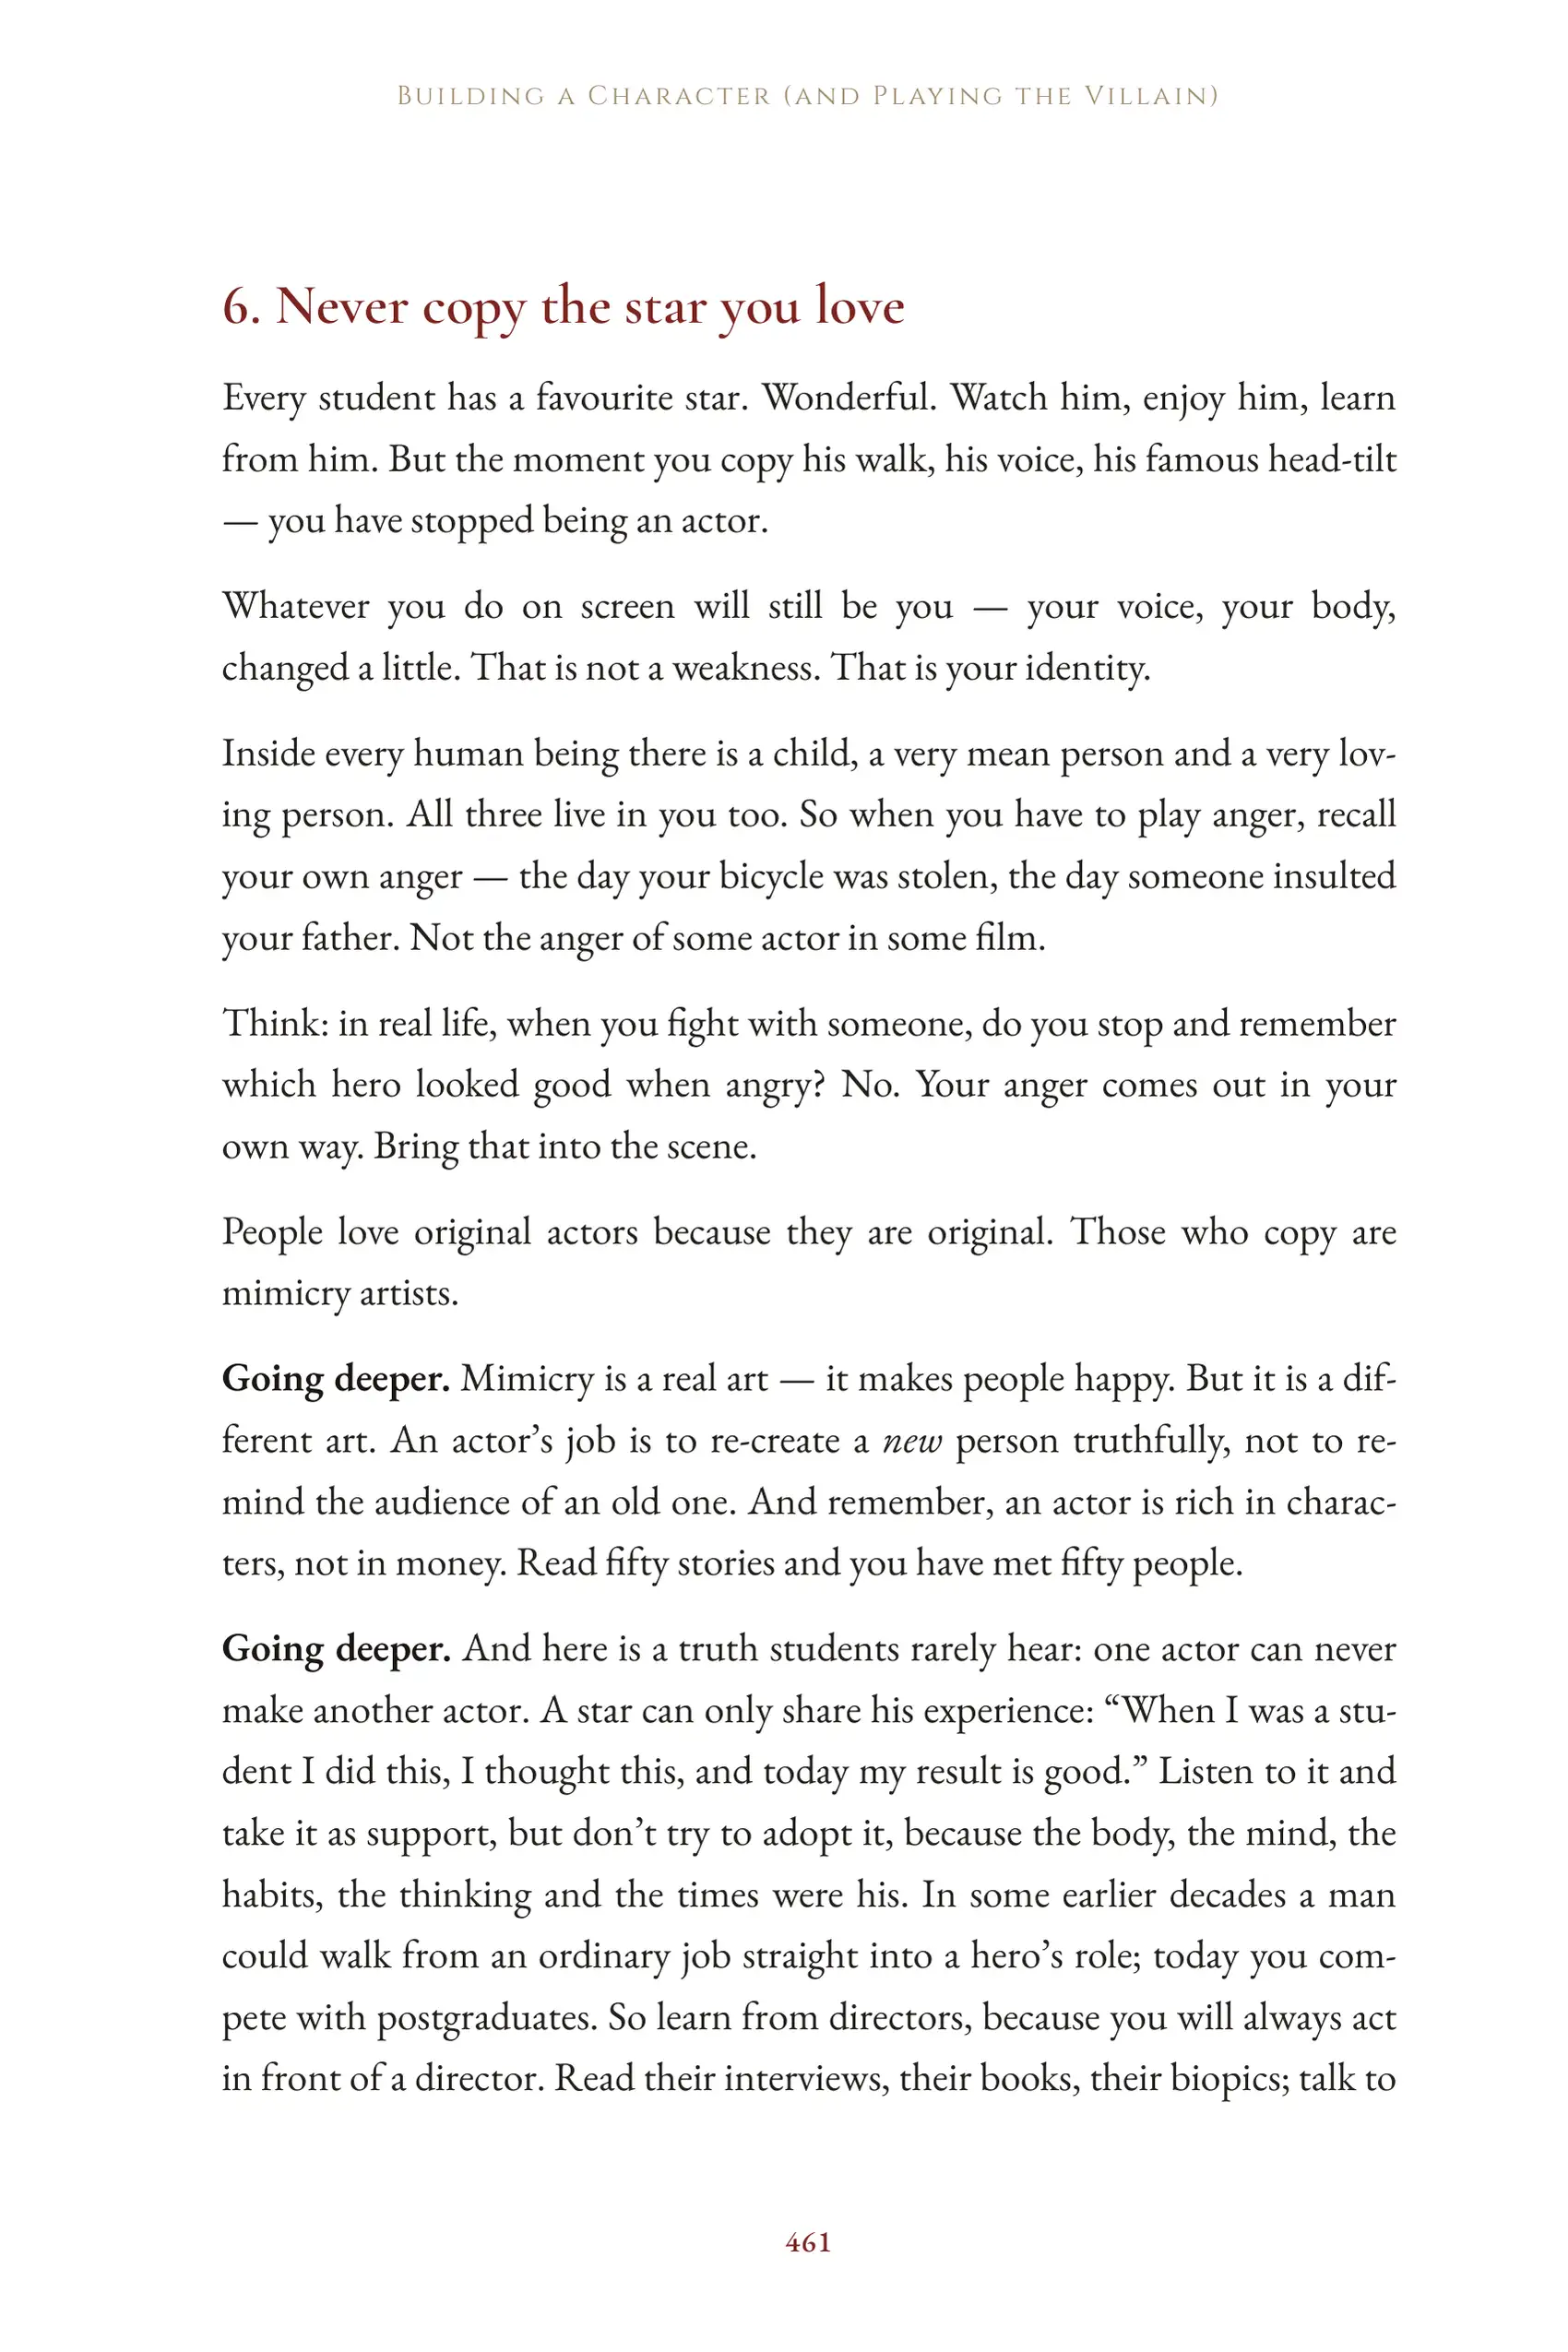 Building a Character (and Playing the Villain)
6. Never copy the star you love
Every student has a favourite star. Wonderful. Watch him, enjoy him, learn
from him. But the moment you copy his walk, his voice, his famous head-tilt
— you have stopped being an actor.
Whatever you do on screen will still be you — your voice, your body,
changed a little. That is not a weakness. That is your identity.
Inside every human being there is a child, a very mean person and a very lov-
ing person. All three live in you too. So when you have to play anger, recall
your own anger — the day your bicycle was stolen, the day someone insulted
your father. Not the anger of some actor in some film.
Think: in real life, when you fight with someone, do you stop and remember
which hero looked good when angry? No. Your anger comes out in your
own way. Bring that into the scene.
People love original actors because they are original. Those who copy are
mimicry artists.
Going deeper. Mimicry is a real art — it makes people happy. But it is a dif-
ferent art. An actor’s job is to re-create a new person truthfully, not to re-
mind the audience of an old one. And remember, an actor is rich in charac-
ters, not in money. Read fifty stories and you have met fifty people.
Going deeper. And here is a truth students rarely hear: one actor can never
make another actor. A star can only share his experience: “When I was a stu-
dent I did this, I thought this, and today my result is good.” Listen to it and
take it as support, but don’t try to adopt it, because the body, the mind, the
habits, the thinking and the times were his. In some earlier decades a man
could walk from an ordinary job straight into a hero’s role; today you com-
pete with postgraduates. So learn from directors, because you will always act
in front of a director. Read their interviews, their books, their biopics; talk to
461